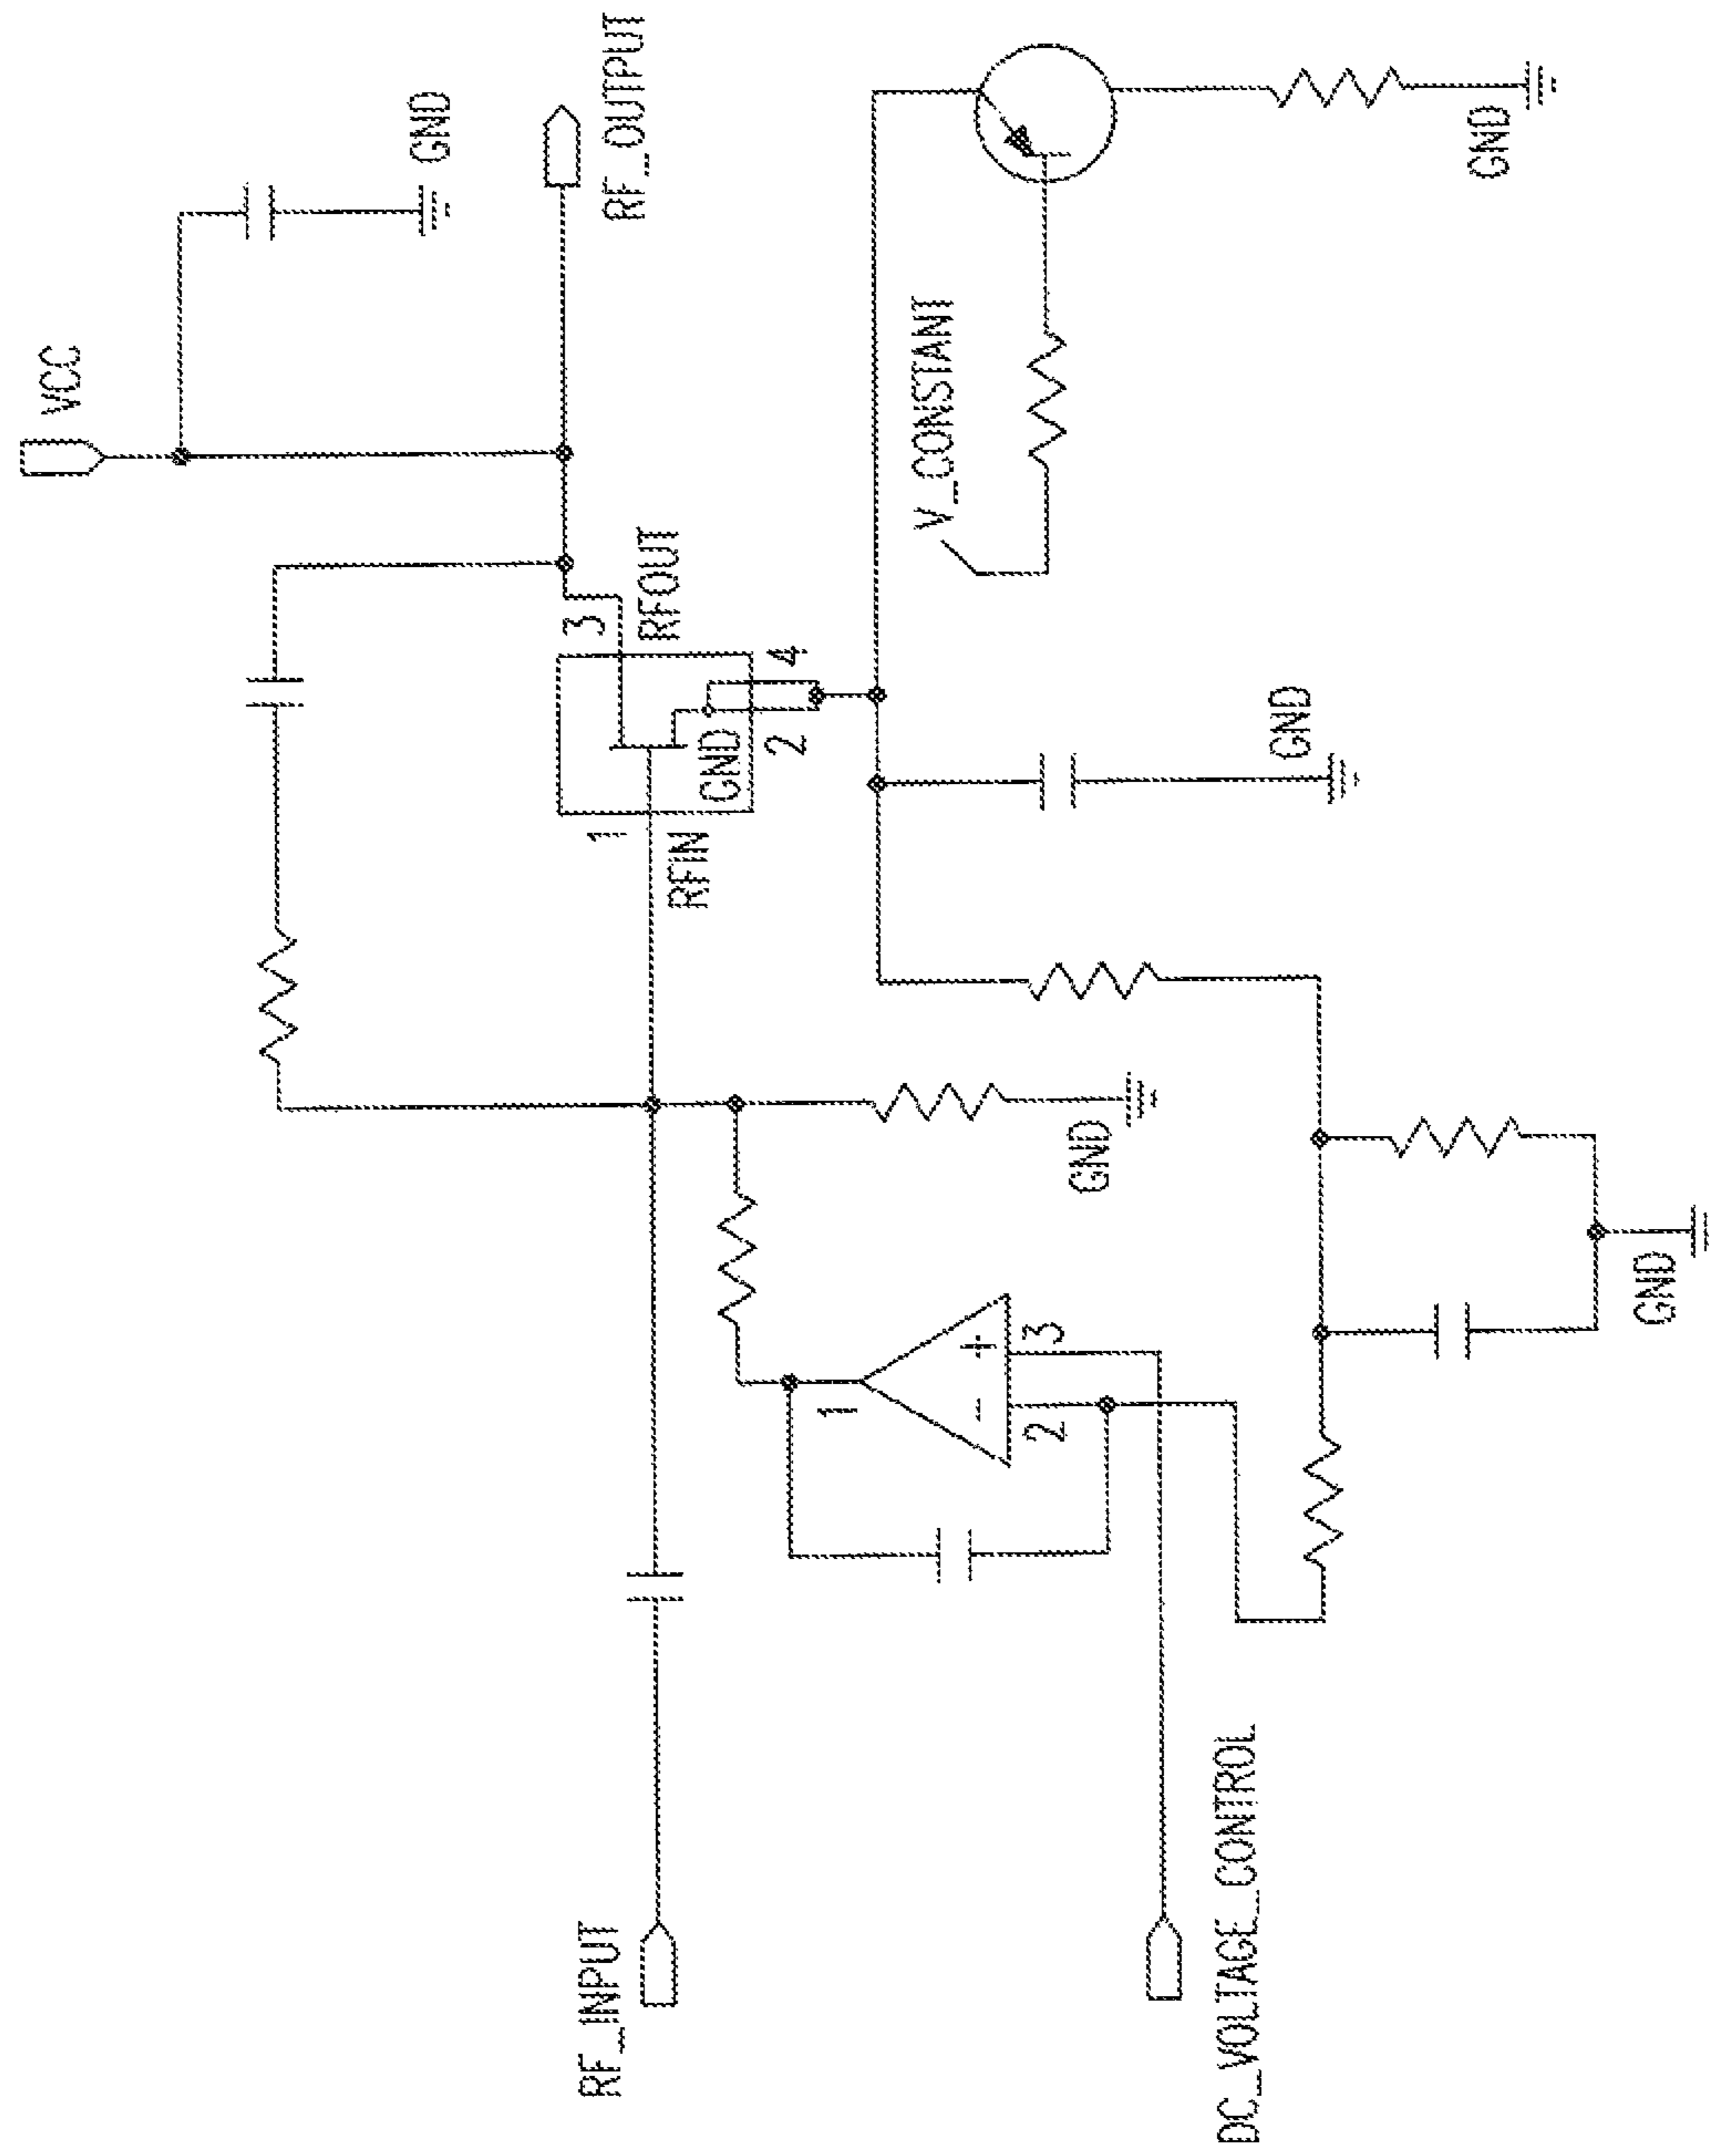 VCC
GND
RF_OUTPUT
3
RFOUT
1
RFIN
GND
2
4
V_CONSTANT
GND
GND
GND
RF_INPUT
1
-
+
2
3
DC_VOLTAGE_CONTROL
GND